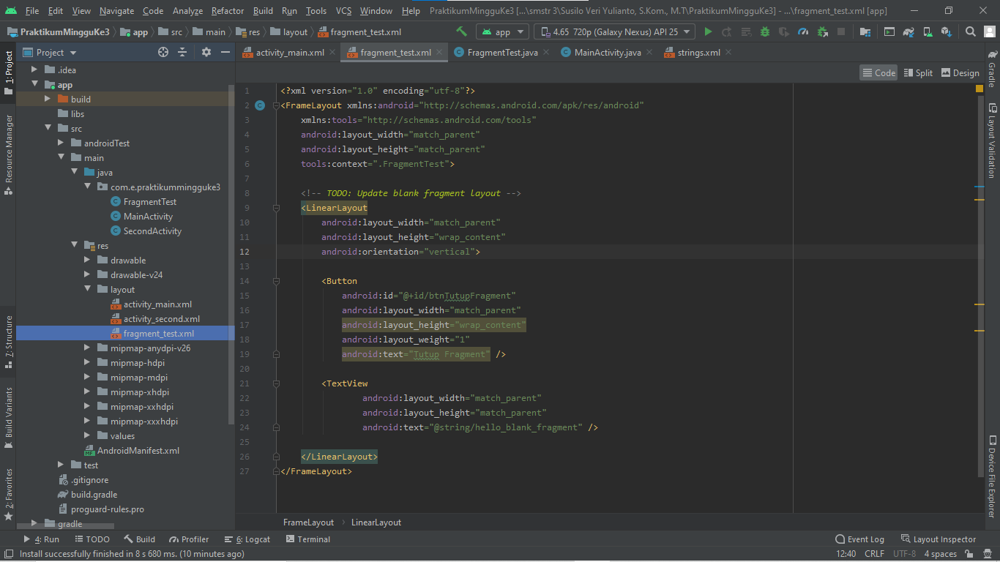 File Edit View Navigate Code Analyze Refactor Build Run Tools VCS Window Help PraktikumMingguKe3 [...\smstr 3\Susilo Veri Yulianto, S.Kom., M.T\PraktikumMingguKe3] - ...\fragment_test.xml [app]
PraktikumMingguKe3 app src main res layout fragment_test.xml app 4.65 720p (Galaxy Nexus) API 25
Project
activity_main.xml fragment_test.xml FragmentTest.java MainActivity.java strings.xml
Code Split Design
1: Project
Resource Manager
7: Structure
Build Variants
2: Favorites
.idea
app
build
libs
src
androidTest
main
java
com.e.praktikummingguke3
FragmentTest
MainActivity
SecondActivity
res
drawable
drawable-v24
layout
activity_main.xml
activity_second.xml
fragment_test.xml
mipmap-anydpi-v26
mipmap-hdpi
mipmap-mdpi
mipmap-xhdpi
mipmap-xxhdpi
mipmap-xxxhdpi
values
AndroidManifest.xml
test
.gitignore
build.gradle
proguard-rules.pro
gradle
1 <?xml version="1.0" encoding="utf-8"?>
2 <FrameLayout xmlns:android="http://schemas.android.com/apk/res/android"
3 xmlns:tools="http://schemas.android.com/tools"
4 android:layout_width="match_parent"
5 android:layout_height="match_parent"
6 tools:context=".FragmentTest">
7
8 <!-- TODO: Update blank fragment layout -->
9 <LinearLayout
10 android:layout_width="match_parent"
11 android:layout_height="wrap_content"
12 android:orientation="vertical">
13
14 <Button
15 android:id="@+id/btnTutupFragment"
16 android:layout_width="match_parent"
17 android:layout_height="wrap_content"
18 android:layout_weight="1"
19 android:text="Tutup Fragment" />
20
21 <TextView
22 android:layout_width="match_parent"
23 android:layout_height="match_parent"
24 android:text="@string/hello_blank_fragment" />
25
26 </LinearLayout>
27 </FrameLayout>
Gradle
Layout Validation
Device File Explorer
FrameLayout LinearLayout
4: Run TODO Build Profiler 6: Logcat Terminal Event Log Layout Inspector
Install successfully finished in 8 s 680 ms. (10 minutes ago) 12:40 CRLF UTF-8 4 spaces